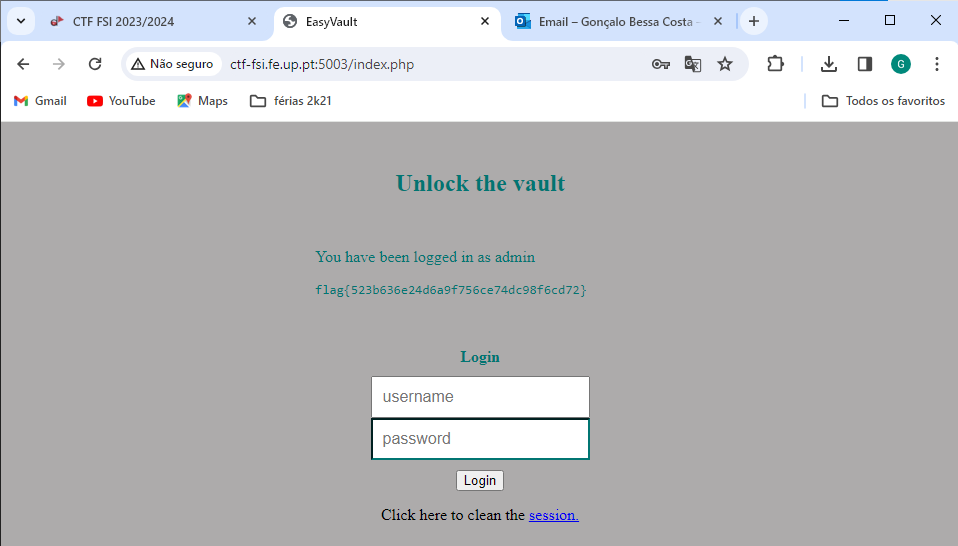 CTF FSI 2023/2024
EasyVault
Email – Gonçalo Bessa Costa –
Não seguro
ctf-fsi.fe.up.pt:5003/index.php
G
Gmail
YouTube
Maps
férias 2k21
Todos os favoritos
Unlock the vault
You have been logged in as admin
flag{523b636e24d6a9f756ce74dc98f6cd72}
Login
username
password
Login
Click here to clean the session.